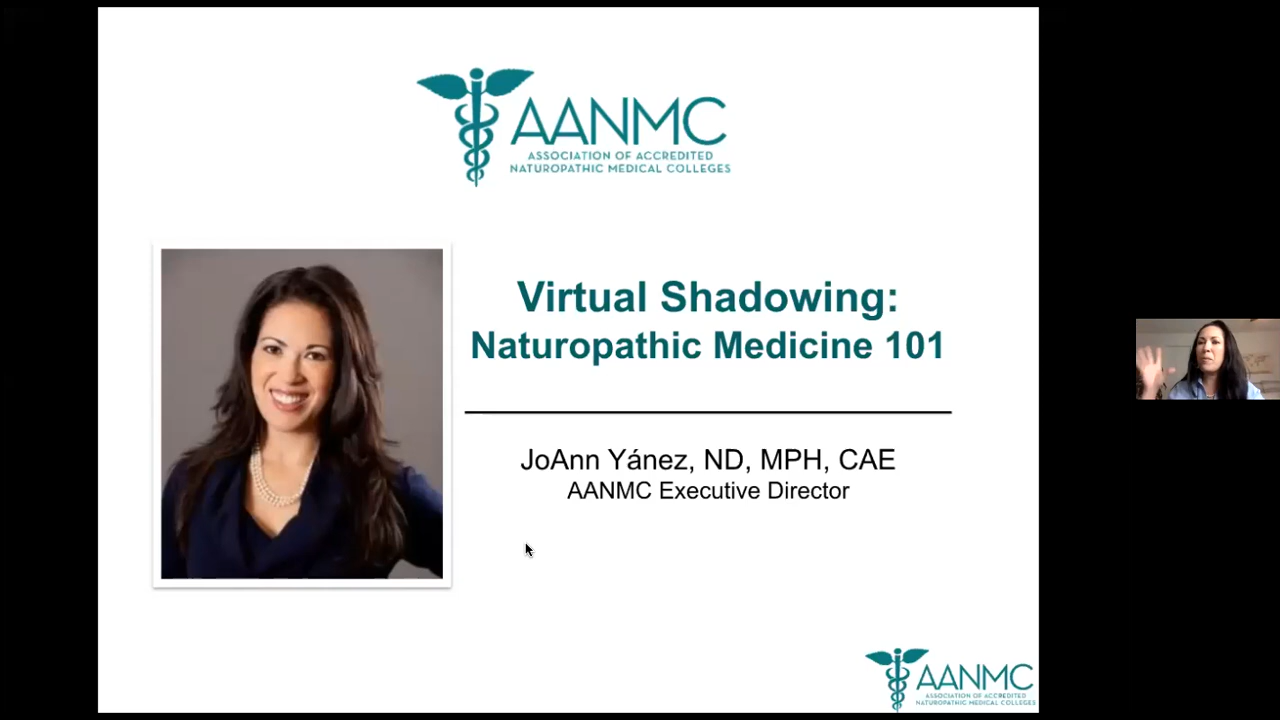 AANMC
ASSOCIATION OF ACCREDITED
NATUROPATHIC MEDICAL COLLEGES
Virtual Shadowing:
Naturopathic Medicine 101
JoAnn Yánez, ND, MPH, CAE
AANMC Executive Director
AANMC
ASSOCIATION OF ACCREDITED
NATUROPATHIC MEDICAL COLLEGES